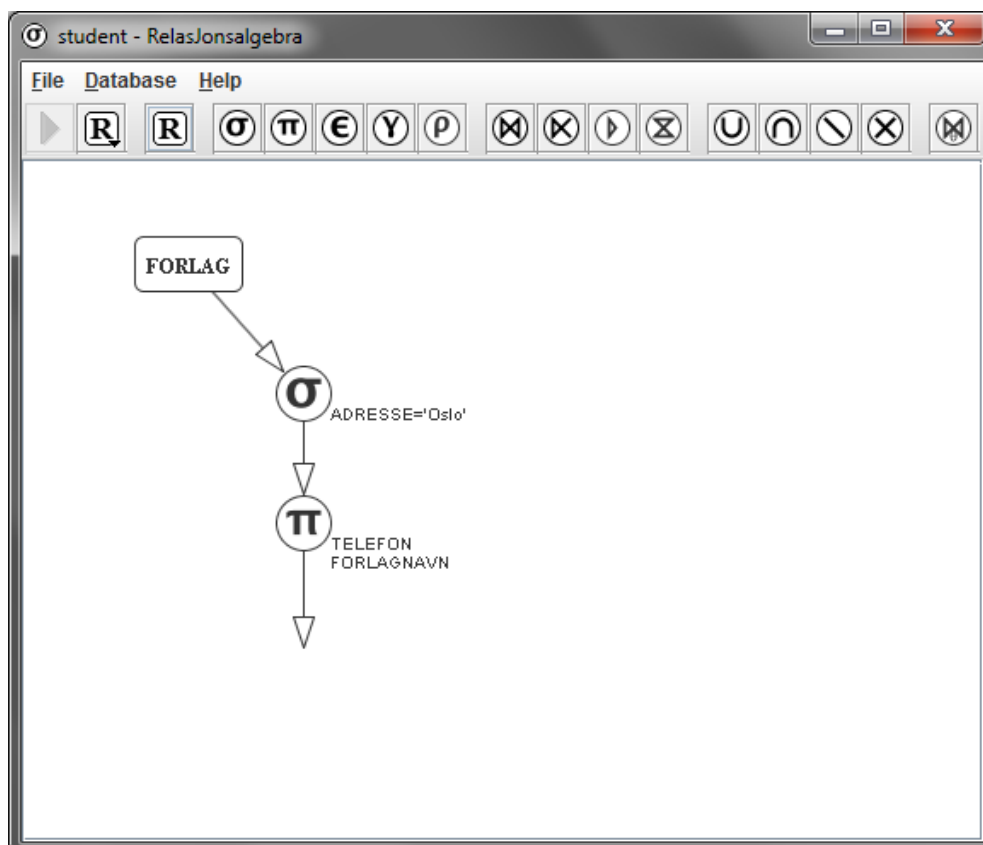 σ student - RelasJonsalgebra
File Database Help
R R σ π ϵ γ ρ ⋈ ⋉ ▷ ⧖ ∪ ∩ \ ×
FORLAG
σ
ADRESSE='Oslo'
π
TELEFON
FORLAGNAVN